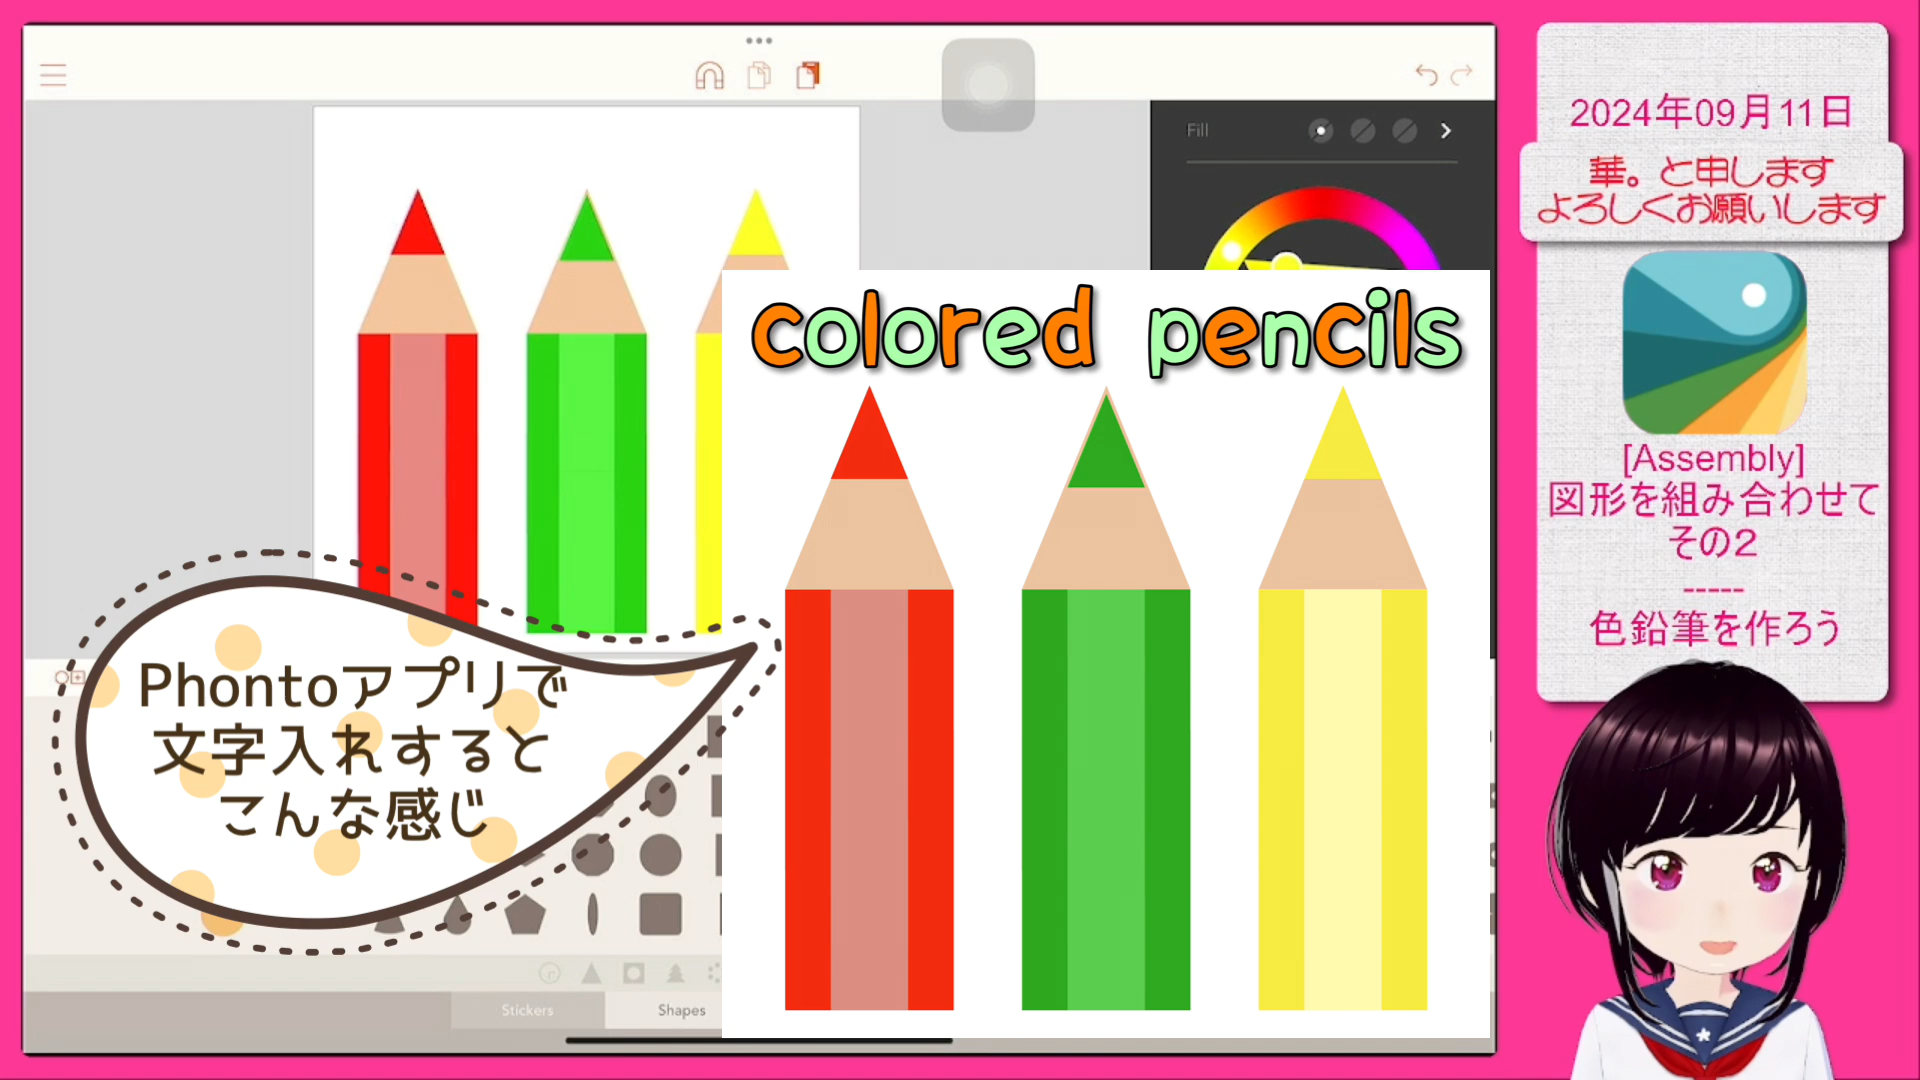 Fill
colored pencils
Phontoアプリで
文字入れすると
こんな感じ
Stickers
Shapes
2024年09月11日
華。と申します
よろしくお願いします
[Assembly]
図形を組み合わせて
その２
-----
色鉛筆を作ろう